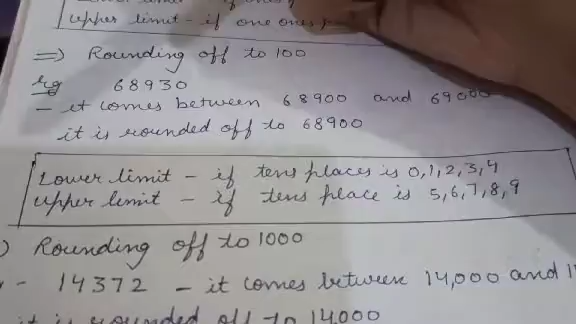 Upper limit - if one ones
⇒ Rounding off to 100
eg 68930
- it comes between 68900 and 69000
it is rounded off to 68900
Lower limit - if tens places is 0,1,2,3,4
Upper limit - if tens place is 5,6,7,8,9
) Rounding off to 1000
- 14372 - it comes between 14,000 and
it is rounded off to 14,000